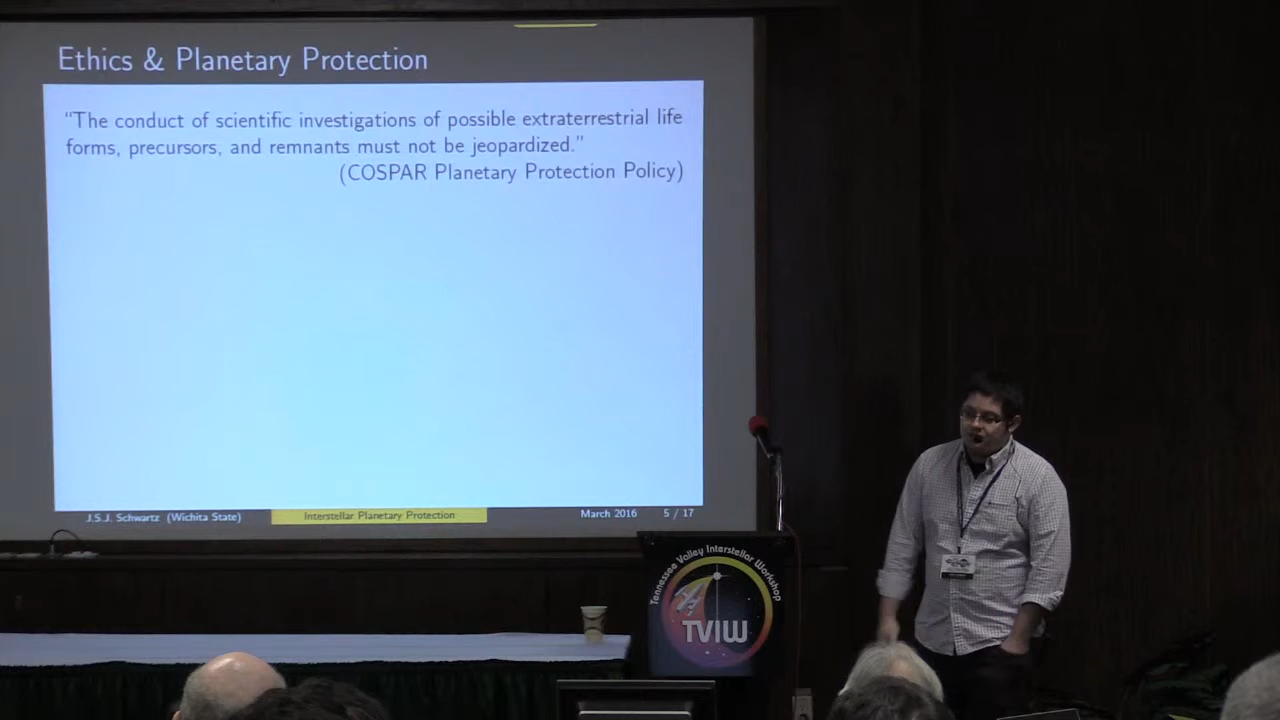 Ethics & Planetary Protection
“The conduct of scientific investigations of possible extraterrestrial life
forms, precursors, and remnants must not be jeopardized.”
(COSPAR Planetary Protection Policy)
J.S.J. Schwartz (Wichita State)
Interstellar Planetary Protection
March 2016
5 / 17
Tennessee Valley Interstellar Workshop
TVIW